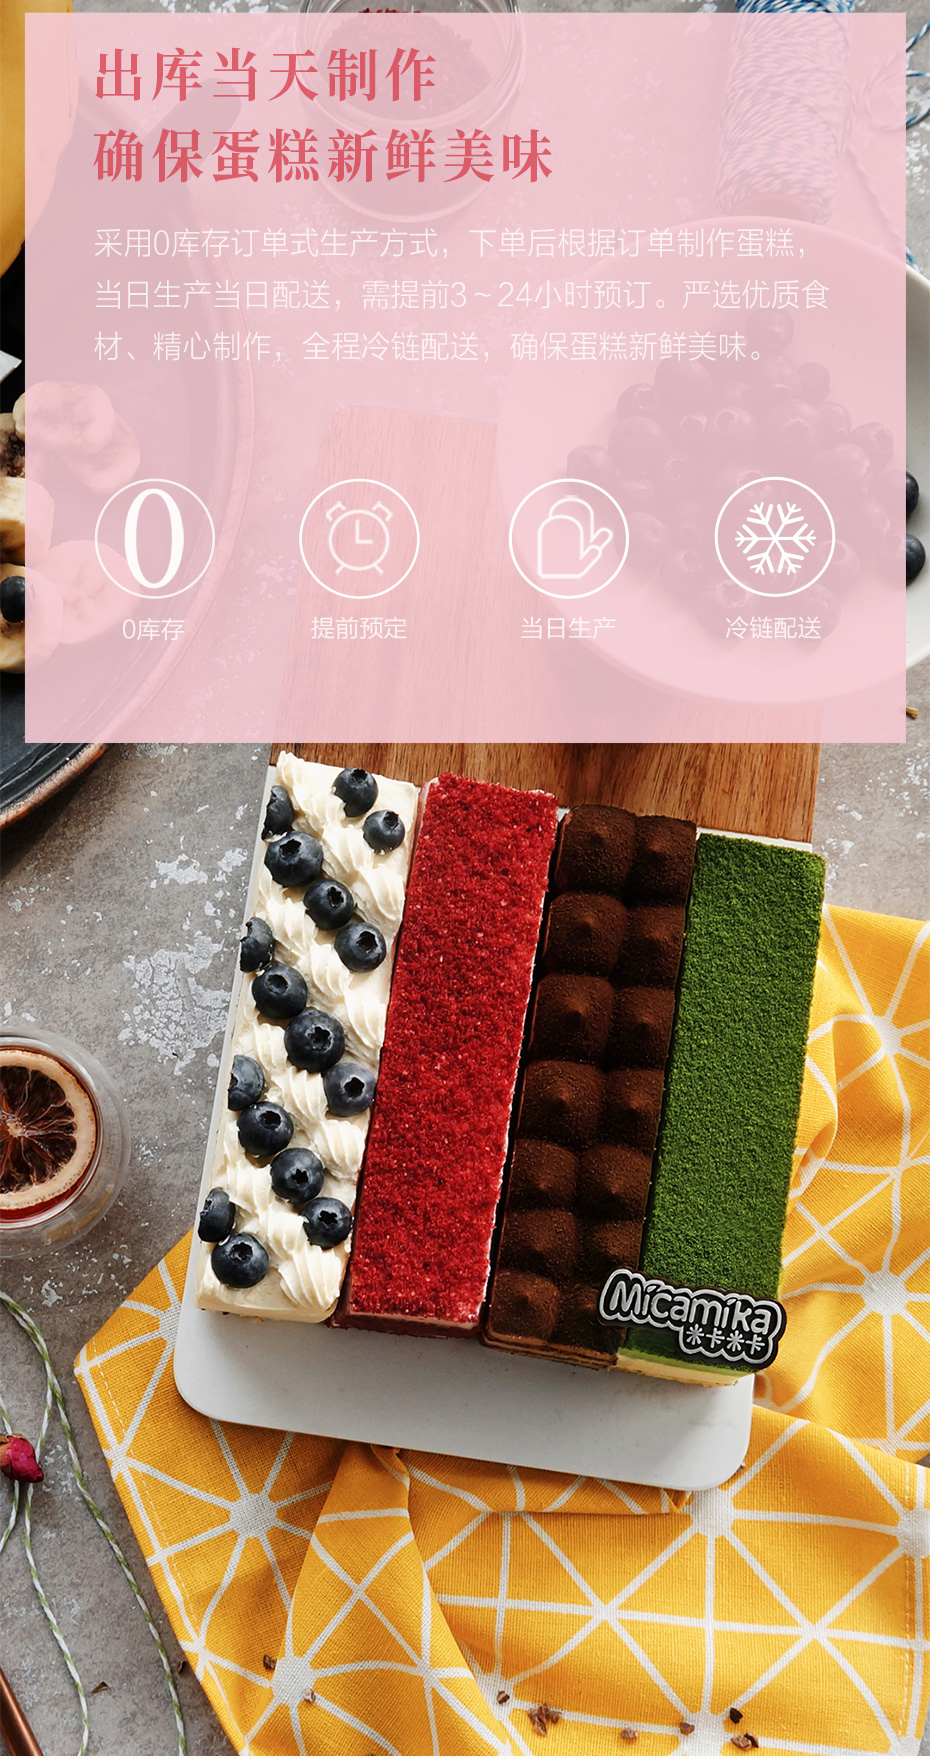 出库当天制作
确保蛋糕新鲜美味
采用0库存订单式生产方式，下单后根据订单制作蛋糕，
当日生产当日配送，需提前3～24小时预订。严选优质食
材、精心制作，全程冷链配送，确保蛋糕新鲜美味。
0
0库存
提前预定
当日生产
冷链配送
Micamika
米卡米卡